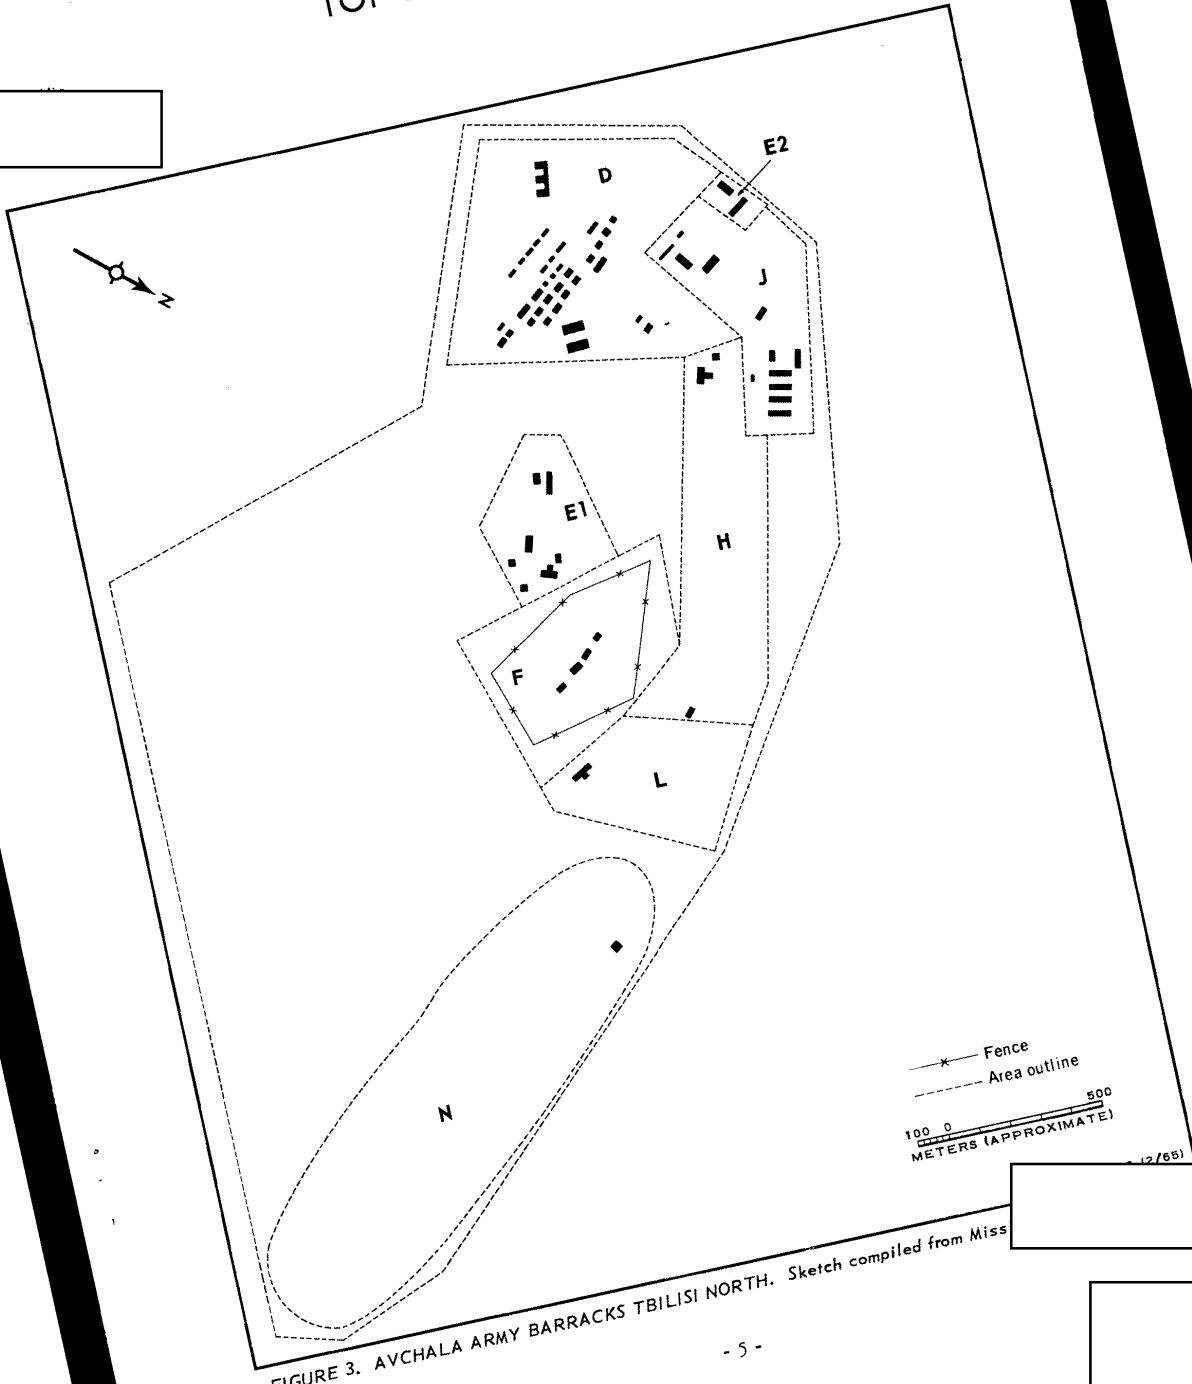 E2
D
N
J
E1
H
F
L
N
Fence
Area outline
100 0 500
METERS (APPROXIMATE)
(2/65)
FIGURE 3. AVCHALA ARMY BARRACKS TBILISI NORTH. Sketch compiled from Miss
- 5 -